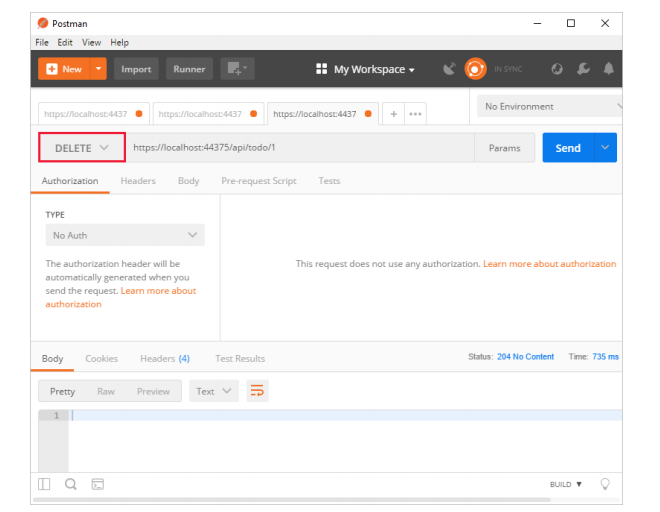 Postman
File Edit View Help
New Import Runner My Workspace IN SYNC
https://localhost:4437 https://localhost:4437 https://localhost:4437 + ••• No Environment
DELETE https://localhost:44375/api/todo/1 Params Send
Authorization Headers Body Pre-request Script Tests
TYPE
No Auth
The authorization header will be
automatically generated when you
send the request. Learn more about
authorization
This request does not use any authorization. Learn more about authorization
Body Cookies Headers (4) Test Results Status: 204 No Content Time: 735 ms
Pretty Raw Preview Text
1
BUILD